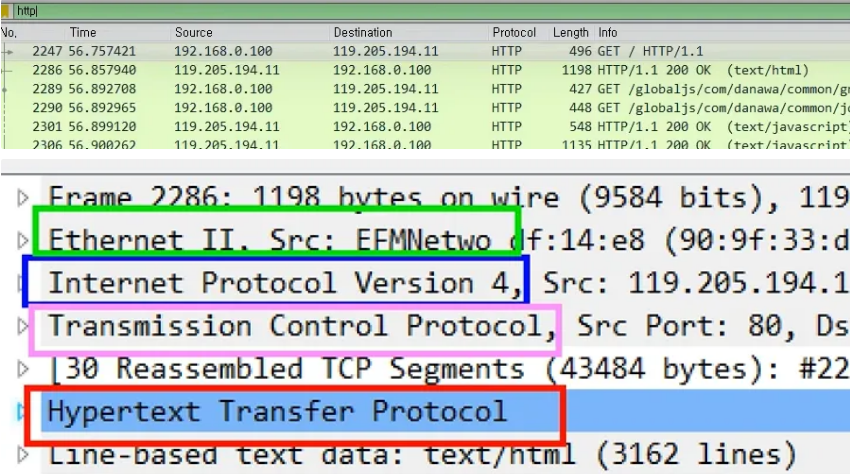 http
No. Time Source Destination Protocol Length Info
2247 56.757421 192.168.0.100 119.205.194.11 HTTP 496 GET / HTTP/1.1
2286 56.857940 119.205.194.11 192.168.0.100 HTTP 1198 HTTP/1.1 200 OK (text/html)
2289 56.892708 192.168.0.100 119.205.194.11 HTTP 427 GET /globaljs/com/danawa/common/g
2290 56.892965 192.168.0.100 119.205.194.11 HTTP 448 GET /globaljs/com/danawa/common/j
2301 56.899120 119.205.194.11 192.168.0.100 HTTP 548 HTTP/1.1 200 OK (text/javascript
2306 56.900262 119.205.194.11 192.168.0.100 HTTP 1135 HTTP/1.1 200 OK (text/javascript
Frame 2286: 1198 bytes on wire (9584 bits), 119
Ethernet II, Src: EFMNetwo df:14:e8 (90:9f:33:d
Internet Protocol Version 4, Src: 119.205.194.1
Transmission Control Protocol, Src Port: 80, Ds
[30 Reassembled TCP Segments (43484 bytes): #22
Hypertext Transfer Protocol
Line-based text data: text/html (3162 lines)